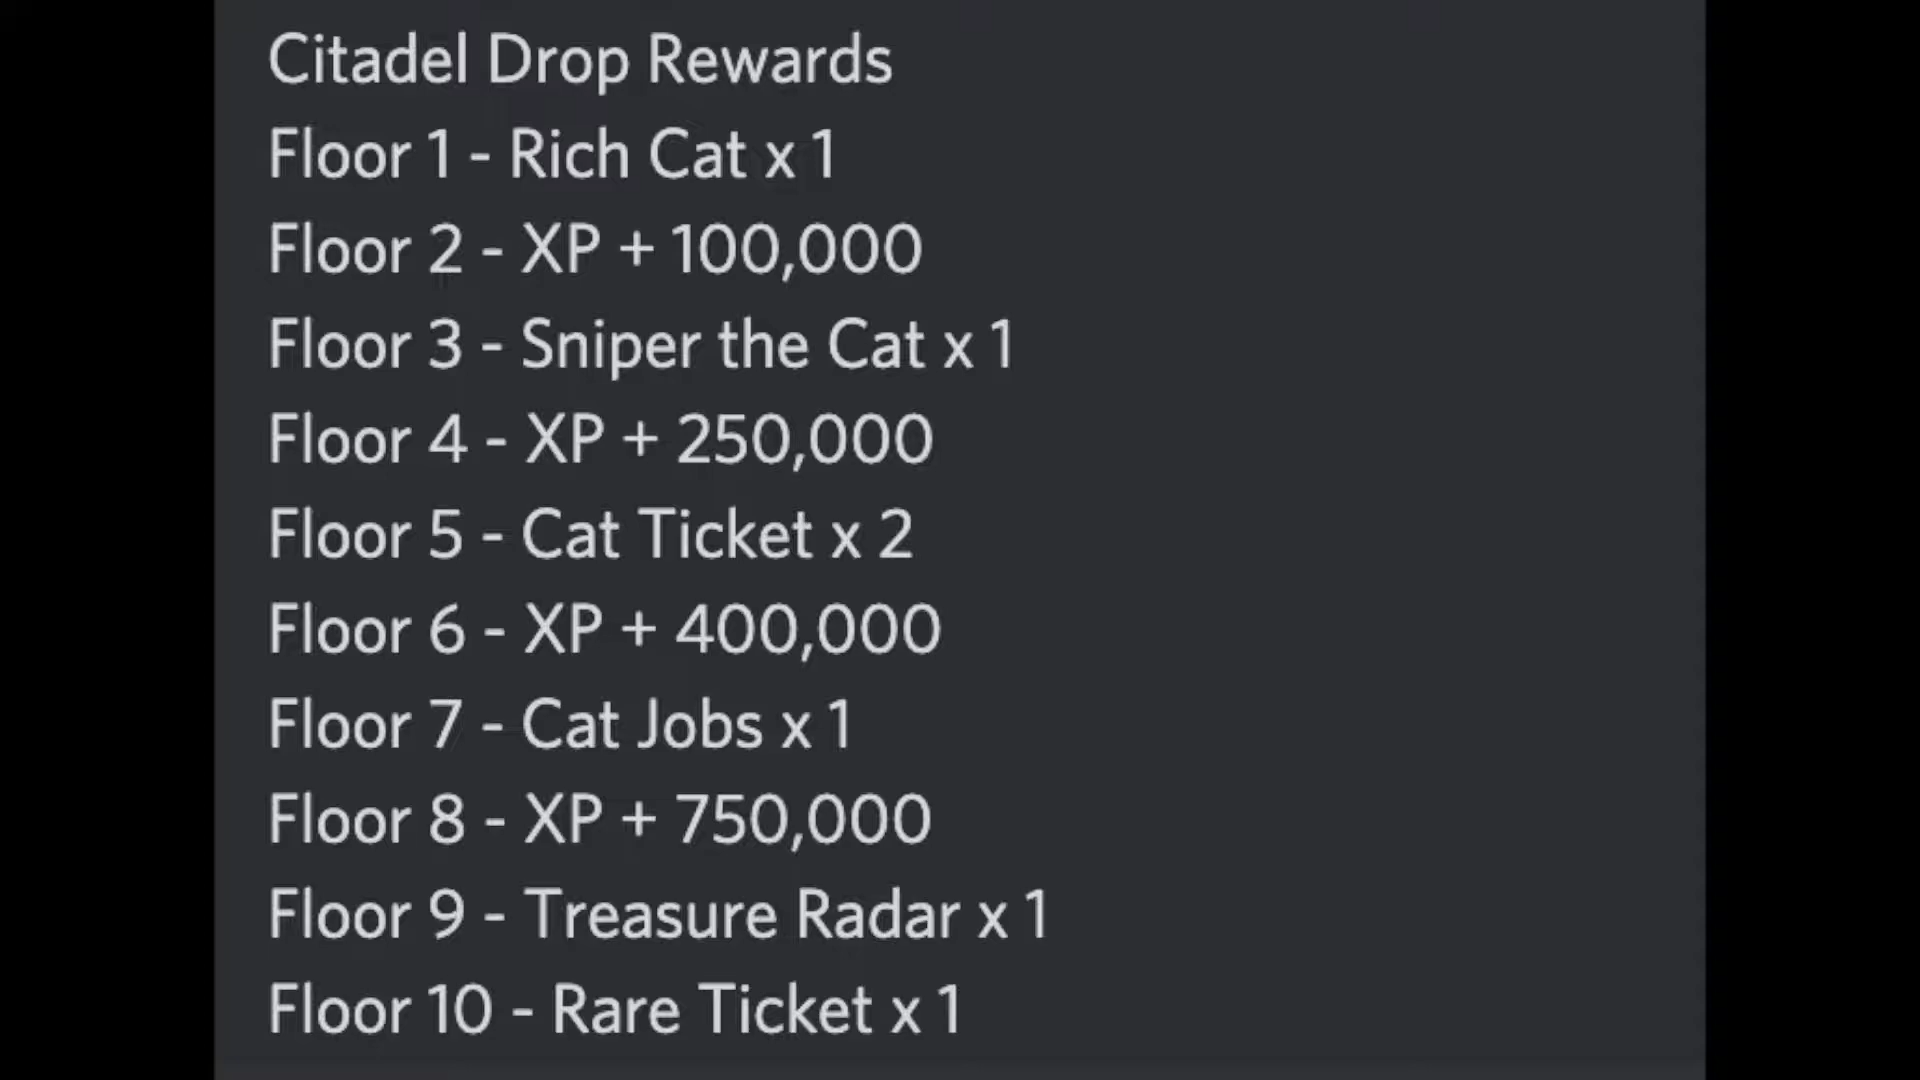 Citadel Drop Rewards
Floor 1 - Rich Cat x 1
Floor 2 - XP + 100,000
Floor 3 - Sniper the Cat x 1
Floor 4 - XP + 250,000
Floor 5 - Cat Ticket x 2
Floor 6 - XP + 400,000
Floor 7 - Cat Jobs x 1
Floor 8 - XP + 750,000
Floor 9 - Treasure Radar x 1
Floor 10 - Rare Ticket x 1